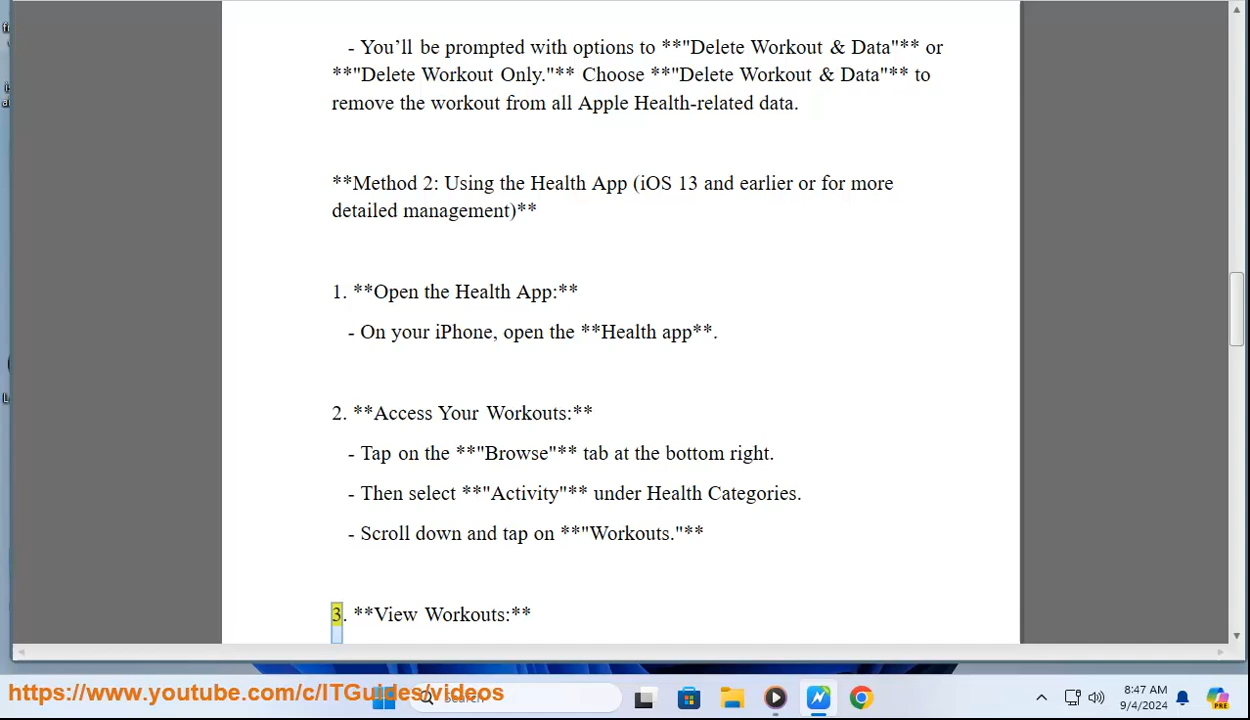 - You’ll be prompted with options to **"Delete Workout & Data"** or
**"Delete Workout Only."** Choose **"Delete Workout & Data"** to
remove the workout from all Apple Health-related data.
**Method 2: Using the Health App (iOS 13 and earlier or for more
detailed management)**
1. **Open the Health App:**
- On your iPhone, open the **Health app**.
2. **Access Your Workouts:**
- Tap on the **"Browse"** tab at the bottom right.
- Then select **"Activity"** under Health Categories.
- Scroll down and tap on **"Workouts."**
3. **View Workouts:**
https://www.youtube.com/c/ITGuides/videos
8:47 AM
9/4/2024
PRE